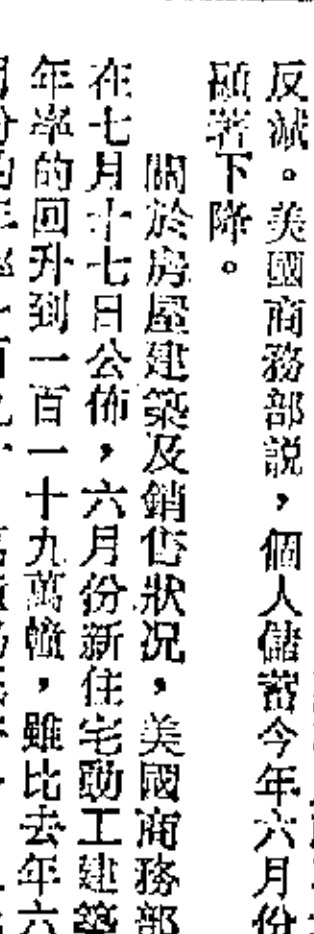 反減。美國商務部説，個人儲蓄今年六月份
顯著下降。
關於房屋建築及銷售狀況，美國商務部
在七月十七日公佈，六月份新住宅動工建築
年率的回升到一百一十九萬幢，雖比去年六